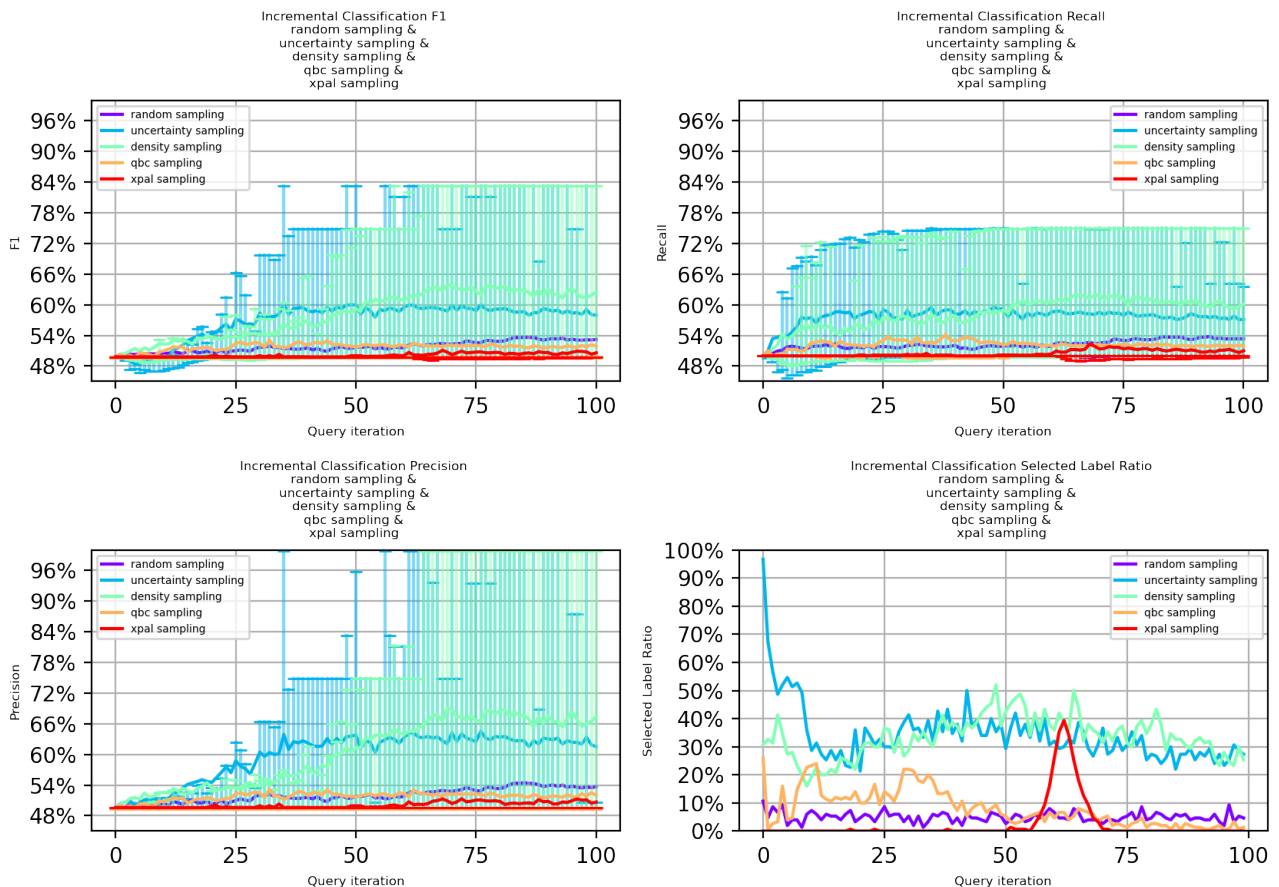 Incremental Classification F1
random sampling &
uncertainty sampling &
density sampling &
qbc sampling &
xpal sampling
96%
90%
84%
78%
72%
66%
60%
54%
48%
F1
random sampling
uncertainty sampling
density sampling
qbc sampling
xpal sampling
0 25 50 75 100
Query iteration
Incremental Classification Recall
random sampling &
uncertainty sampling &
density sampling &
qbc sampling &
xpal sampling
96%
90%
84%
78%
72%
66%
60%
54%
48%
Recall
random sampling
uncertainty sampling
density sampling
qbc sampling
xpal sampling
0 25 50 75 100
Query iteration
Incremental Classification Precision
random sampling &
uncertainty sampling &
density sampling &
qbc sampling &
xpal sampling
96%
90%
84%
78%
72%
66%
60%
54%
48%
Precision
random sampling
uncertainty sampling
density sampling
qbc sampling
xpal sampling
0 25 50 75 100
Query iteration
Incremental Classification Selected Label Ratio
random sampling &
uncertainty sampling &
density sampling &
qbc sampling &
xpal sampling
100%
90%
80%
70%
60%
50%
40%
30%
20%
10%
0%
Selected Label Ratio
random sampling
uncertainty sampling
density sampling
qbc sampling
xpal sampling
0 25 50 75 100
Query iteration